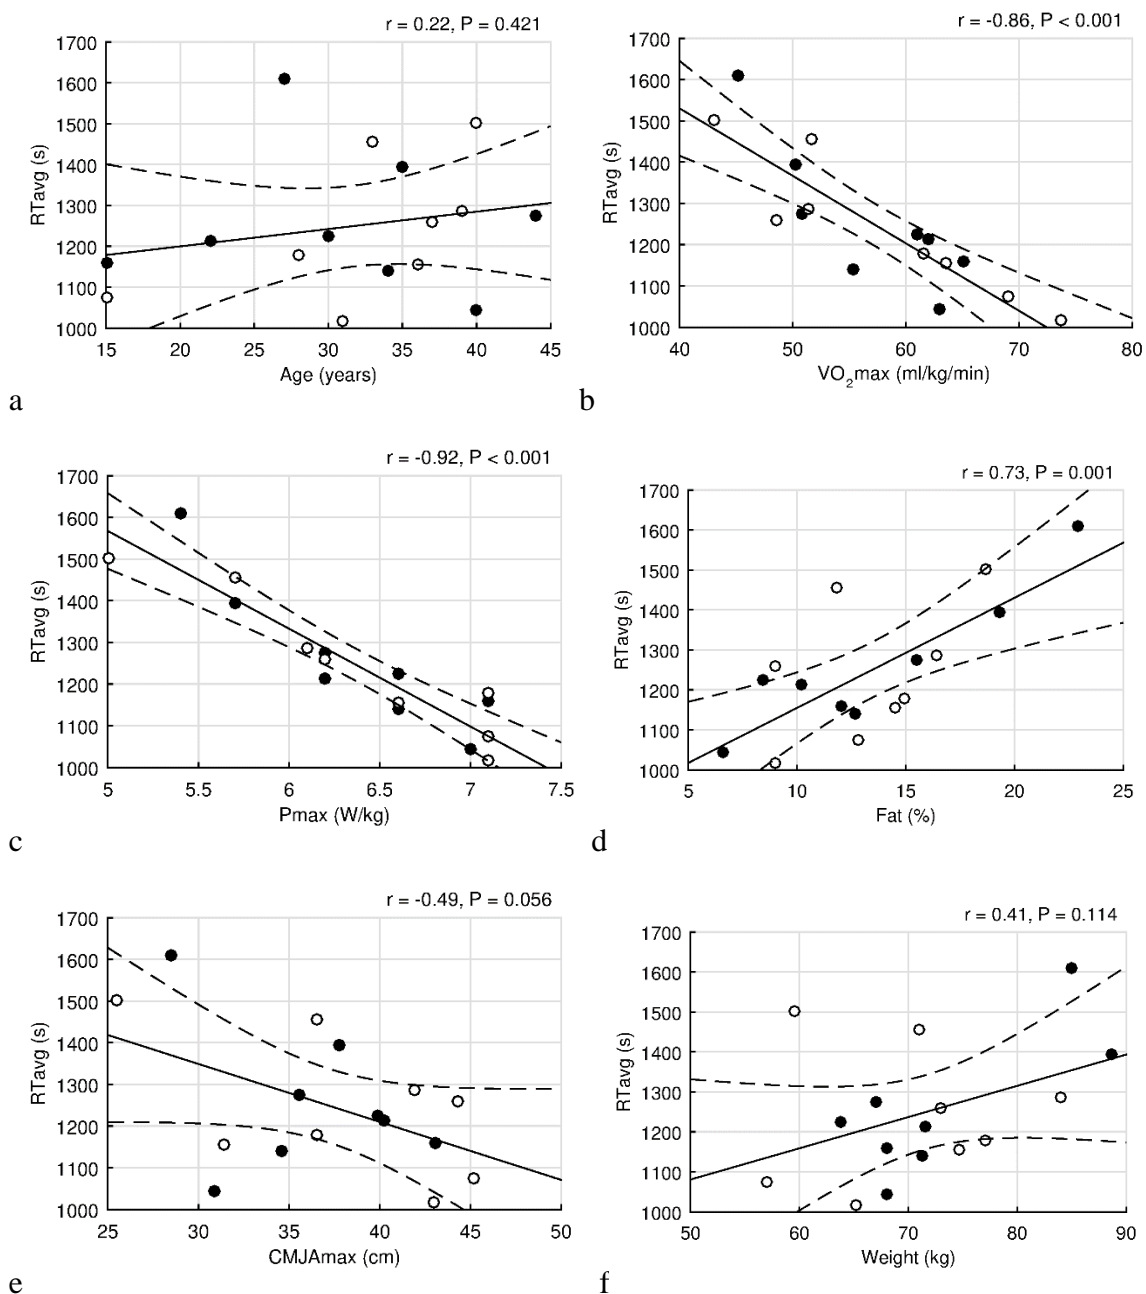 r = 0.22, P = 0.421
1700
1600
1500
1400
1300
1200
1100
1000
RTavg (s)
15 20 25 30 35 40 45
Age (years)
a
r = -0.86, P < 0.001
1700
1600
1500
1400
1300
1200
1100
1000
RTavg (s)
40 50 60 70 80
VO2max (ml/kg/min)
b
r = -0.92, P < 0.001
1700
1600
1500
1400
1300
1200
1100
1000
RTavg (s)
5 5.5 6 6.5 7 7.5
Pmax (W/kg)
c
r = 0.73, P = 0.001
1700
1600
1500
1400
1300
1200
1100
1000
RTavg (s)
5 10 15 20 25
Fat (%)
d
r = -0.49, P = 0.056
1700
1600
1500
1400
1300
1200
1100
1000
RTavg (s)
25 30 35 40 45 50
CMJAmax (cm)
e
r = 0.41, P = 0.114
1700
1600
1500
1400
1300
1200
1100
1000
RTavg (s)
50 60 70 80 90
Weight (kg)
f